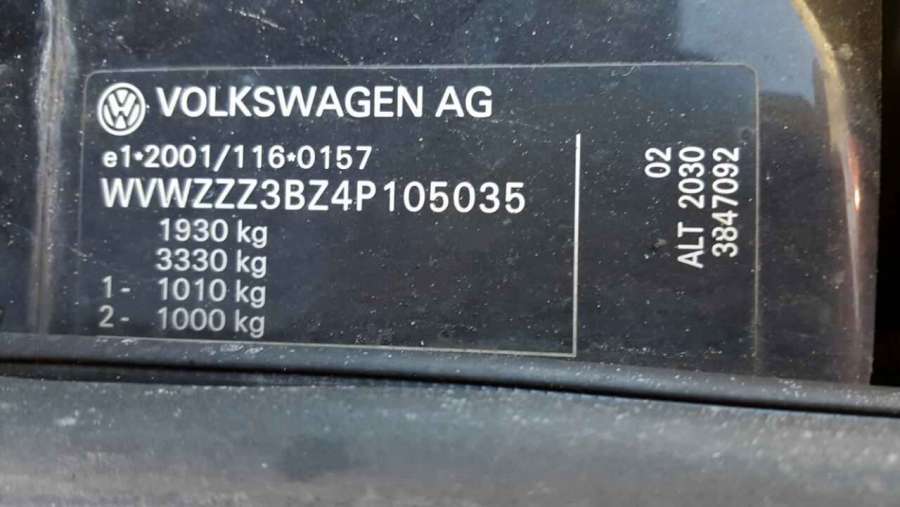 VOLKSWAGEN AG
e1*2001/116*0157
WVWZZZ3BZ4P105035
1930 kg
3330 kg
1- 1010 kg
2- 1000 kg
02
ALT 2030
3847092